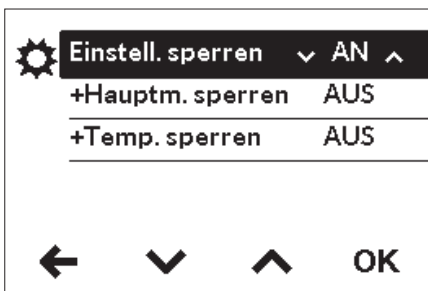 Einstell. sperren AN
+Hauptm. sperren AUS
+Temp. sperren AUS
OK